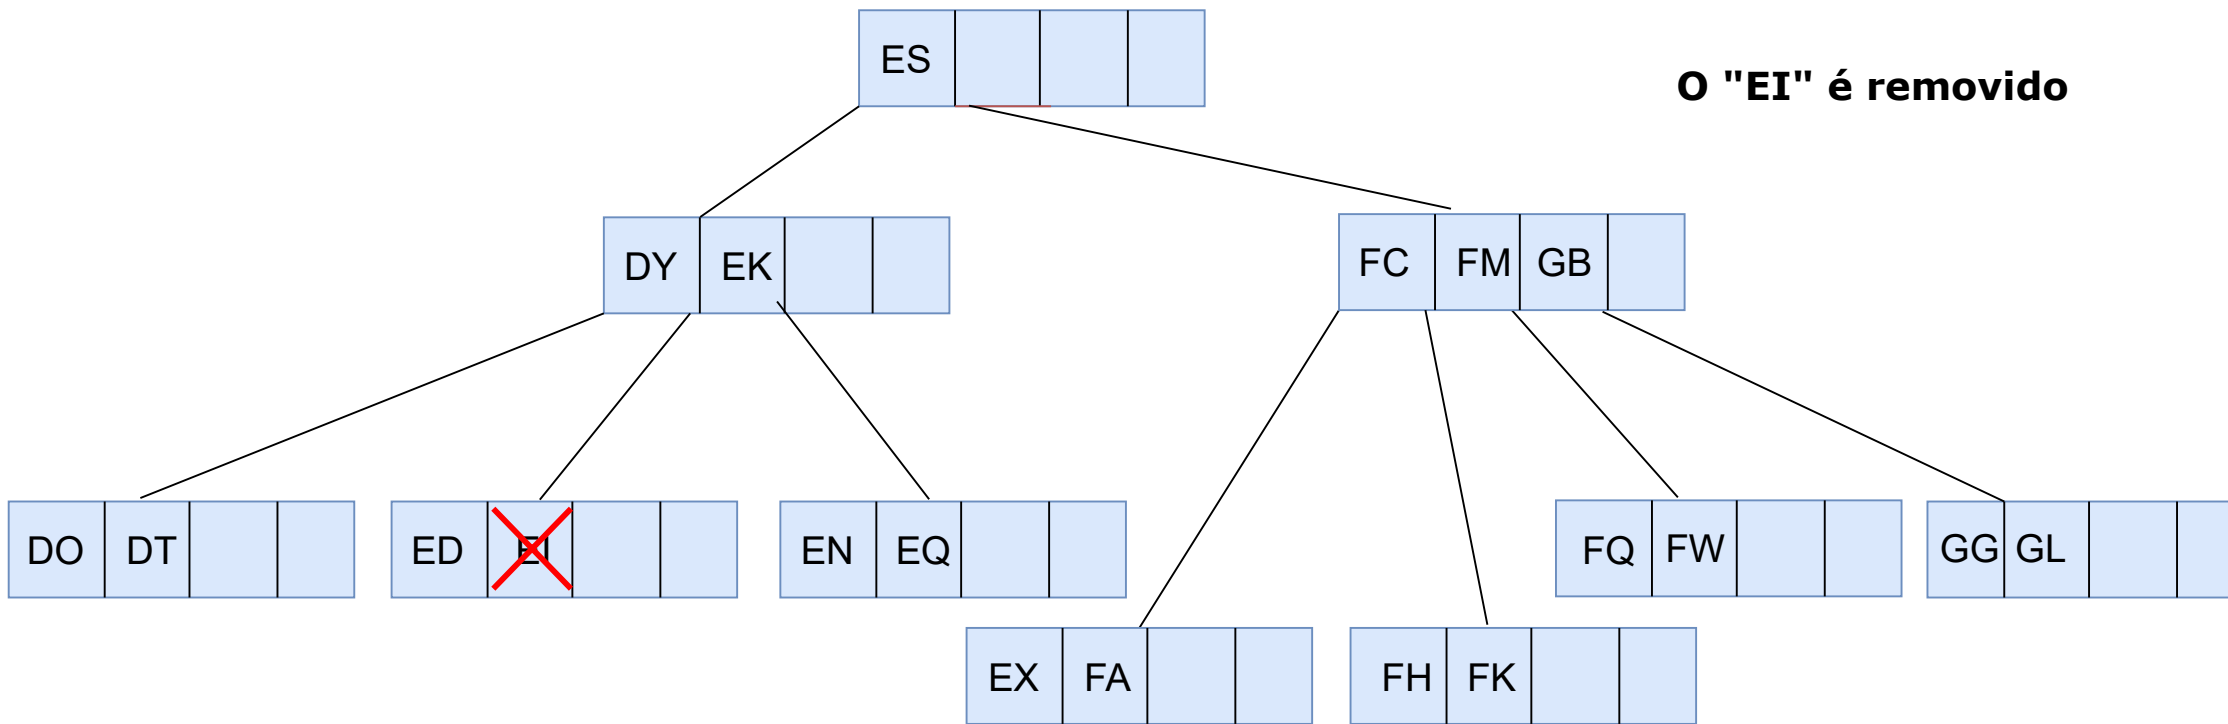 ES
O "EI" é removido
DY EK
FC FM GB
DO DT
ED EI
EN EQ
FQ FW
GG GL
EX FA
FH FK